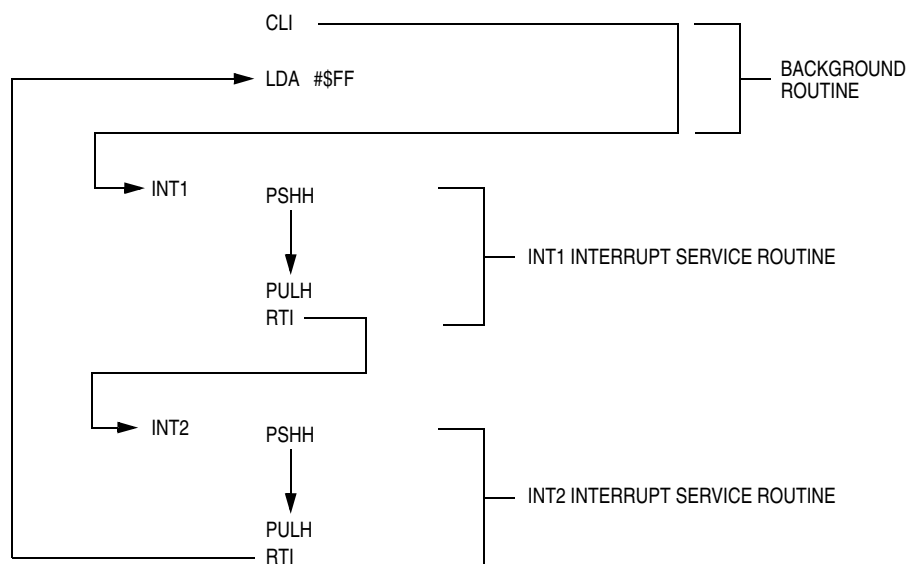 CLI
LDA #$FF
BACKGROUND
ROUTINE
INT1
PSHH
INT1 INTERRUPT SERVICE ROUTINE
PULH
RTI
INT2
PSHH
INT2 INTERRUPT SERVICE ROUTINE
PULH
RTI